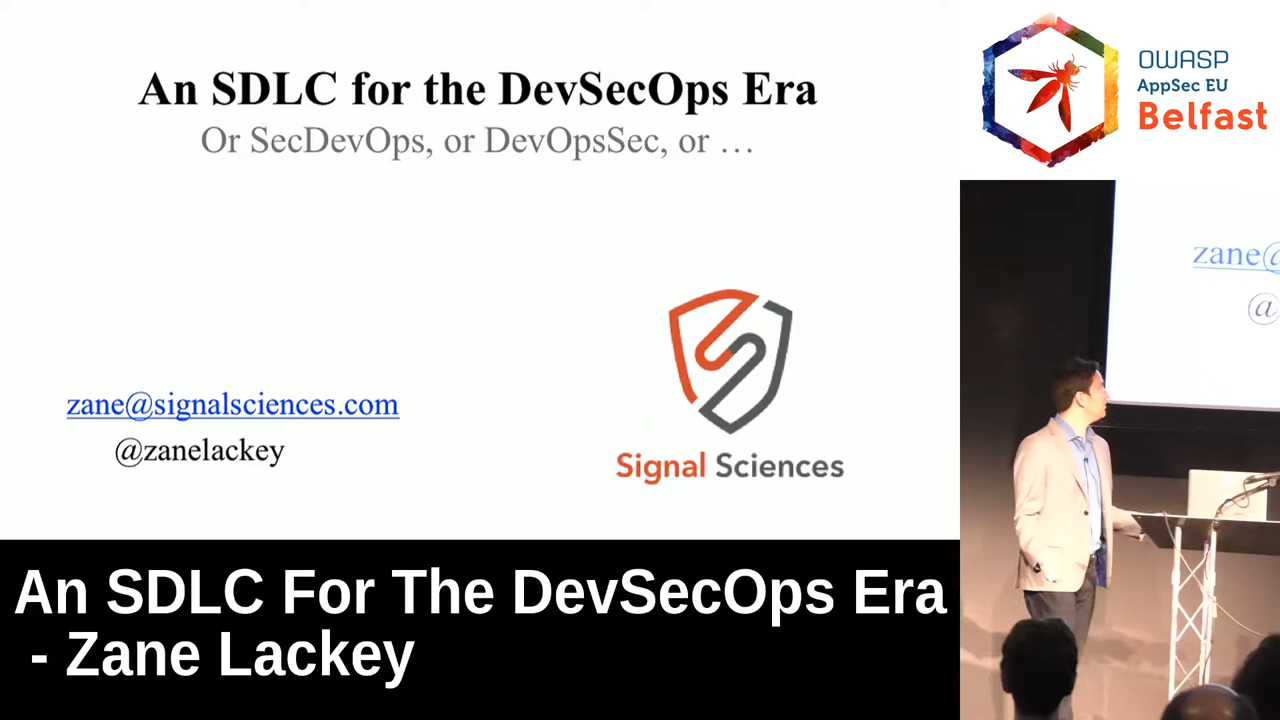 An SDLC for the DevSecOps Era
Or SecDevOps, or DevOpsSec, or …
zane@signalsciences.com
@zanelackey
Signal Sciences
OWASP
AppSec EU
Belfast
zane@
@
An SDLC For The DevSecOps Era
- Zane Lackey